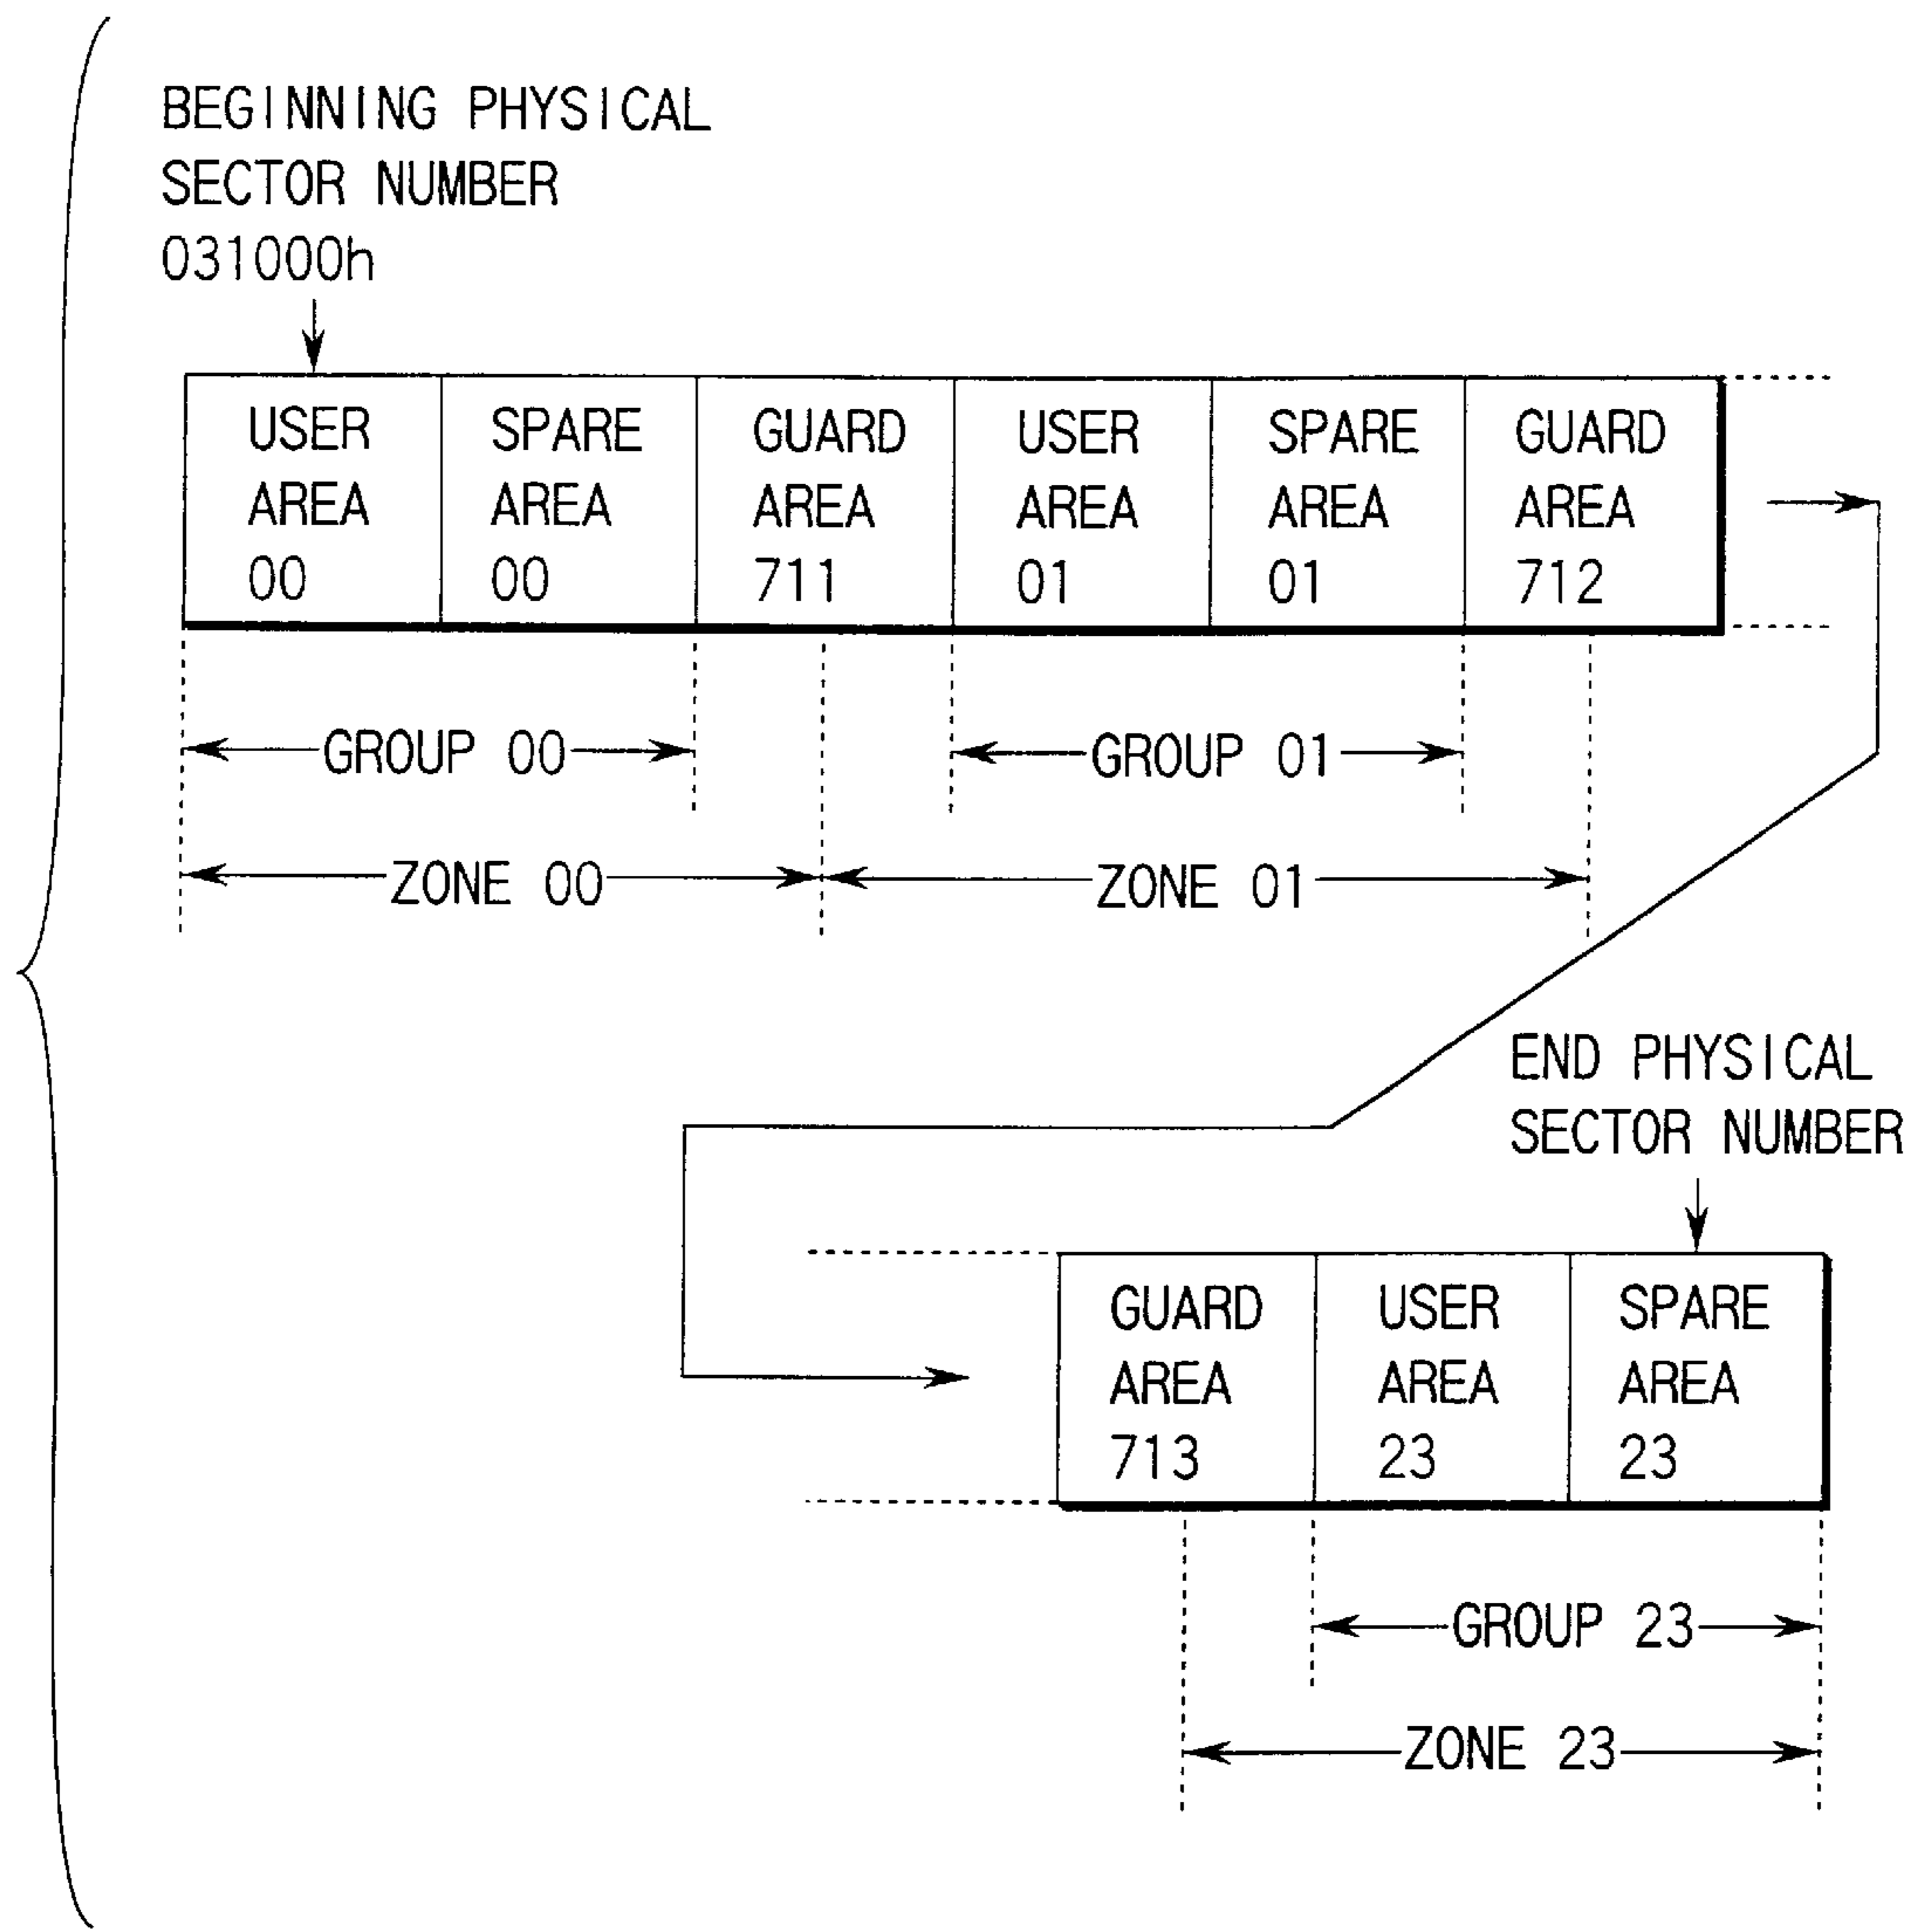 BEGINNING PHYSICAL
SECTOR NUMBER
031000h
USER
AREA
00
SPARE
AREA
00
GUARD
AREA
711
USER
AREA
01
SPARE
AREA
01
GUARD
AREA
712
GROUP 00
GROUP 01
ZONE 00
ZONE 01
END PHYSICAL
SECTOR NUMBER
GUARD
AREA
713
USER
AREA
23
SPARE
AREA
23
GROUP 23
ZONE 23